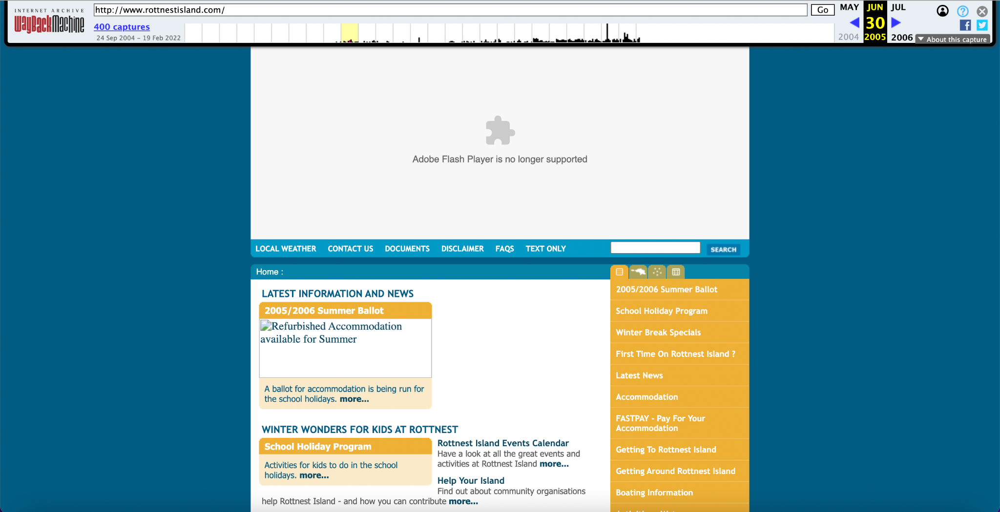 INTERNET ARCHIVE
WayBackMachine
http://www.rottnestisland.com/
Go
400 captures
24 Sep 2004 – 19 Feb 2022
MAY JUN JUL
30
2004 2005 2006
About this capture
Adobe Flash Player is no longer supported
LOCAL WEATHER CONTACT US DOCUMENTS DISCLAIMER FAQS TEXT ONLY
SEARCH
Home :
LATEST INFORMATION AND NEWS
2005/2006 Summer Ballot
Refurbished Accommodation
available for Summer
A ballot for accommodation is being run for
the school holidays. more...
WINTER WONDERS FOR KIDS AT ROTTNEST
School Holiday Program
Activities for kids to do in the school
holidays. more...
Rottnest Island Events Calendar
Have a look at all the great events and
activities at Rottnest Island more...
Help Your Island
Find out about community organisations
help Rottnest Island - and how you can contribute more...
2005/2006 Summer Ballot
School Holiday Program
Winter Break Specials
First Time On Rottnest Island ?
Latest News
Accommodation
FASTPAY - Pay For Your
Accommodation
Getting To Rottnest Island
Getting Around Rottnest Island
Boating Information